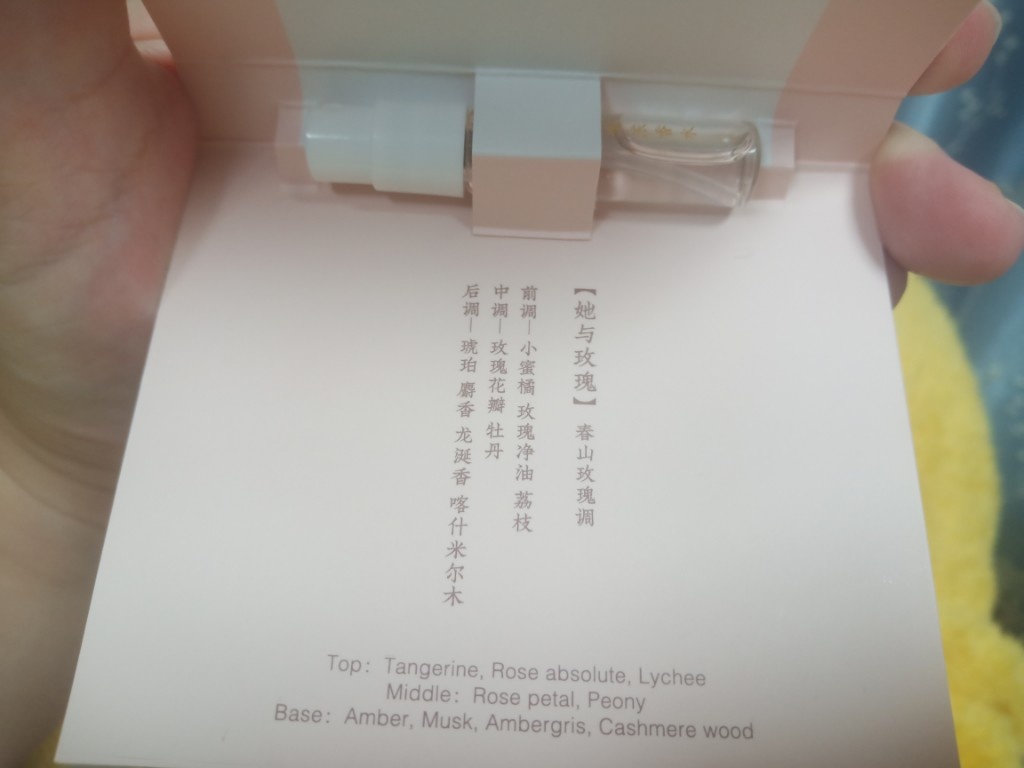 【她与玫瑰】 春山玫瑰调
前调—小蜜橘 玫瑰净油 荔枝
中调—玫瑰花瓣 牡丹
后调—琥珀 麝香 龙涎香 喀什米尔木
Top: Tangerine, Rose absolute, Lychee
Middle: Rose petal, Peony
Base: Amber, Musk, Ambergris, Cashmere wood